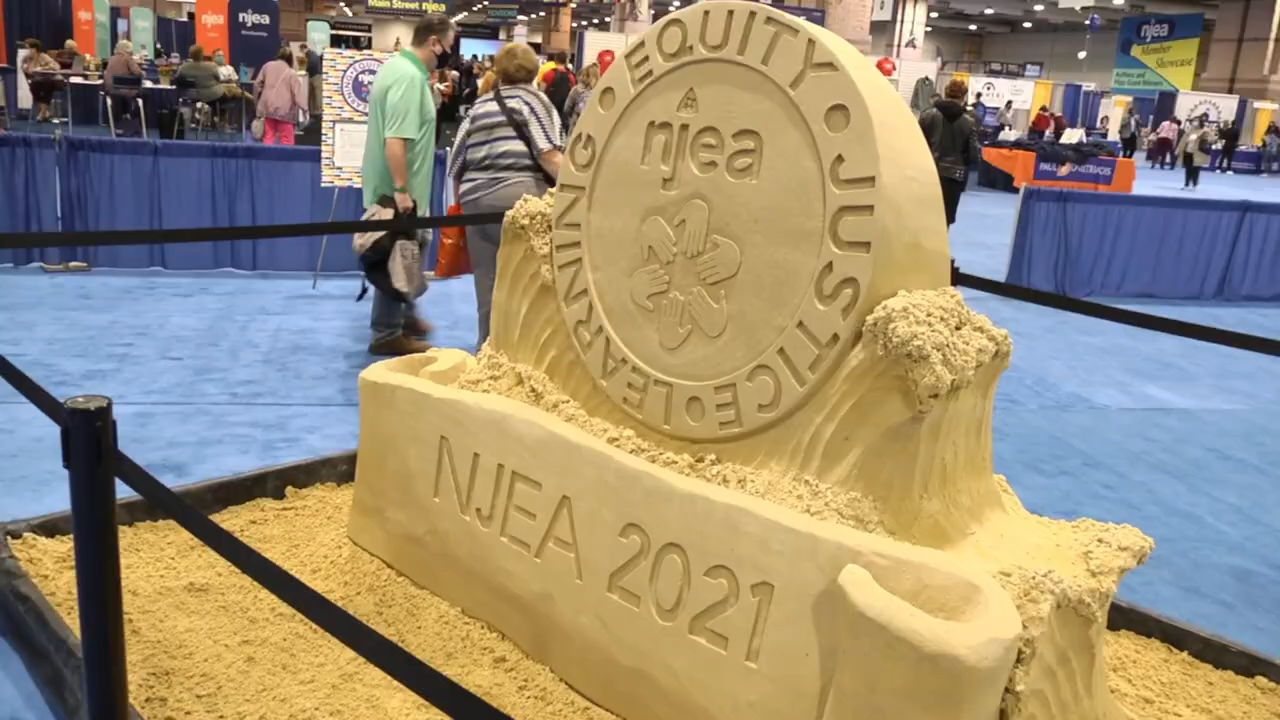 Main Street njea
njea
njea
njea
Member
Showcase
EQUITY • JUSTICE • LEARNING •
njea
NJEA 2021